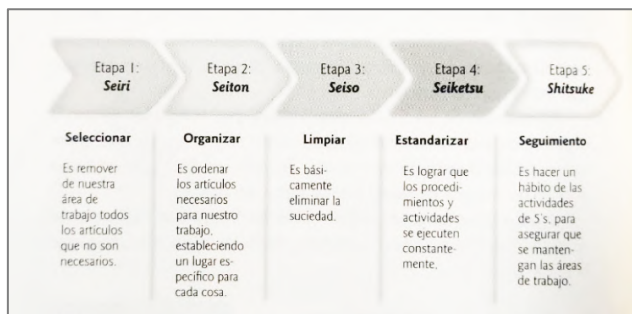 Etapa 1:
Seiri
Etapa 2:
Seiton
Etapa 3:
Seiso
Etapa 4:
Seiketsu
Etapa 5:
Shitsuke
Seleccionar
Es remover
de nuestra
área de
trabajo todos
los artículos
que no son
necesarios.
Organizar
Es ordenar
los artículos
necesarios
para nuestro
trabajo,
estableciendo
un lugar es-
pecífico para
cada cosa.
Limpiar
Es bási-
camente
eliminar la
suciedad.
Estandarizar
Es lograr que
los procedi-
mientos y
actividades
se ejecuten
constante-
mente.
Seguimiento
Es hacer un
hábito de las
actividades
de 5's, para
asegurar que
se manten-
gan las áreas
de trabajo.